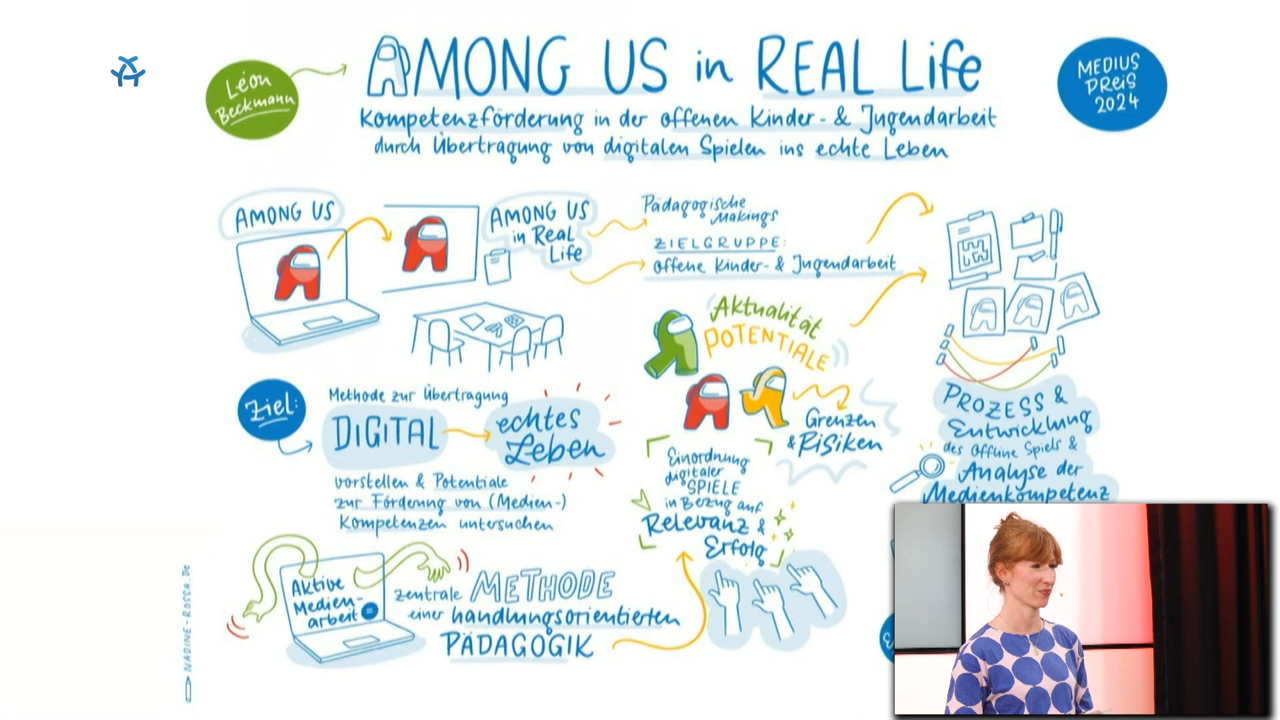 Léon
Beckmann
AMONG US in REAL Life
MEDIUS
PREIS
2024
Kompetenzförderung in der offenen Kinder- & Jugendarbeit
durch Übertragung von digitalen Spielen ins echte Leben
AMONG US
AMONG US
in Real
Life
Pädagogische
Makings
ZIELGRUPPE:
offene Kinder- & Jugendarbeit
Aktualität
POTENTIALE
Grenzen
& RISIKEN
Ziel:
Methode zur Übertragung
DIGITAL
echtes
Leben
vorstellen & Potentiale
zur Förderung von (Medien-)
Kompetenzen untersuchen
Einordnung
digitaler
SPIELE
in Bezug auf
Relevanz &
Erfolg
PROZESS &
Entwicklung
des Offline Spiels &
Analyse der
Medienkompetenz
Aktive
Medien-
arbeit
zentrale METHODE
einer handlungsorientierten
PÄDAGOGIK
NADINE-ROSSA.De